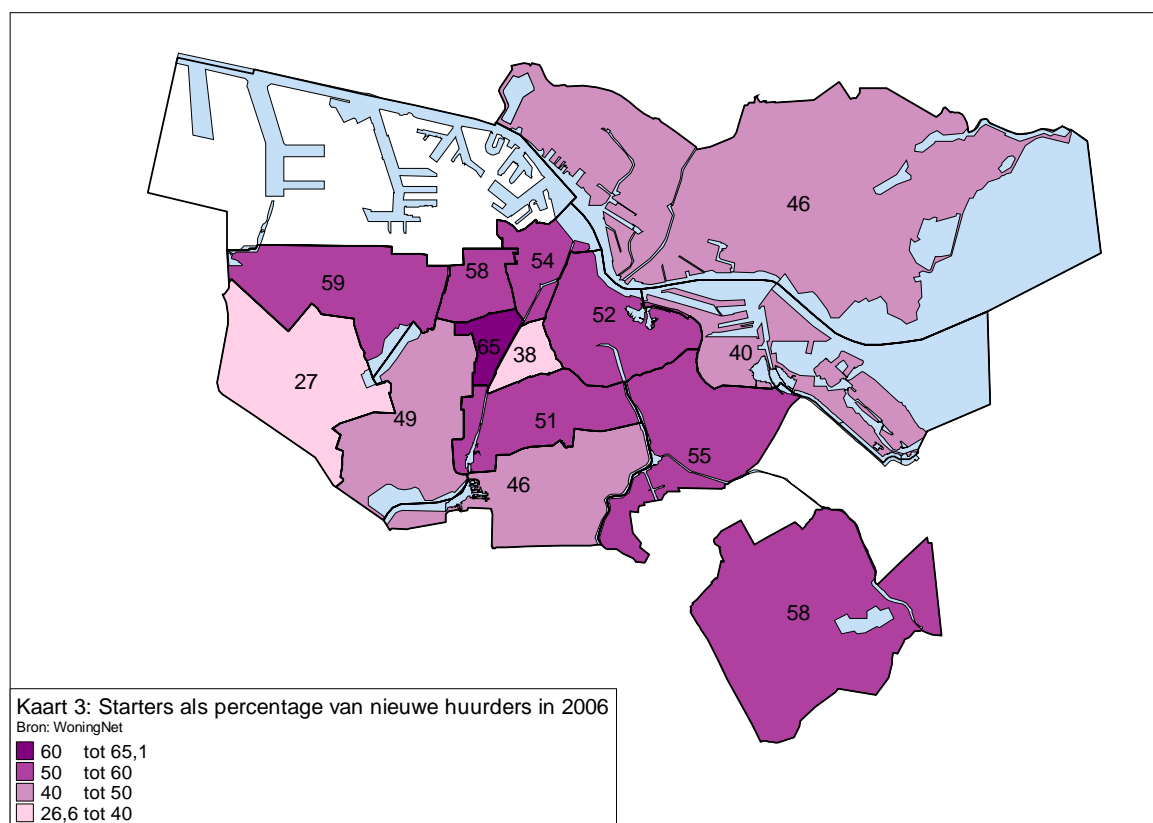 46
54
58
59
52
65
38
40
27
49
51
55
46
58
Kaart 3: Starters als percentage van nieuwe huurders in 2006
Bron: WoningNet
60 tot 65,1
50 tot 60
40 tot 50
26,6 tot 40